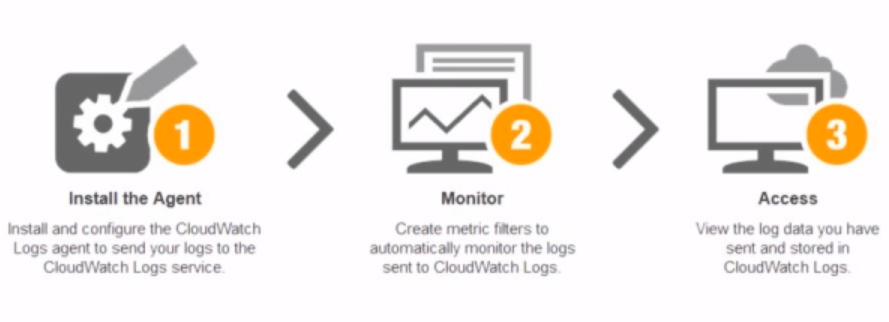 1
2
3
Install the Agent
Install and configure the CloudWatch
Logs agent to send your logs to the
CloudWatch Logs service.
Monitor
Create metric filters to
automatically monitor the logs
sent to CloudWatch Logs.
Access
View the log data you have
sent and stored in
CloudWatch Logs.